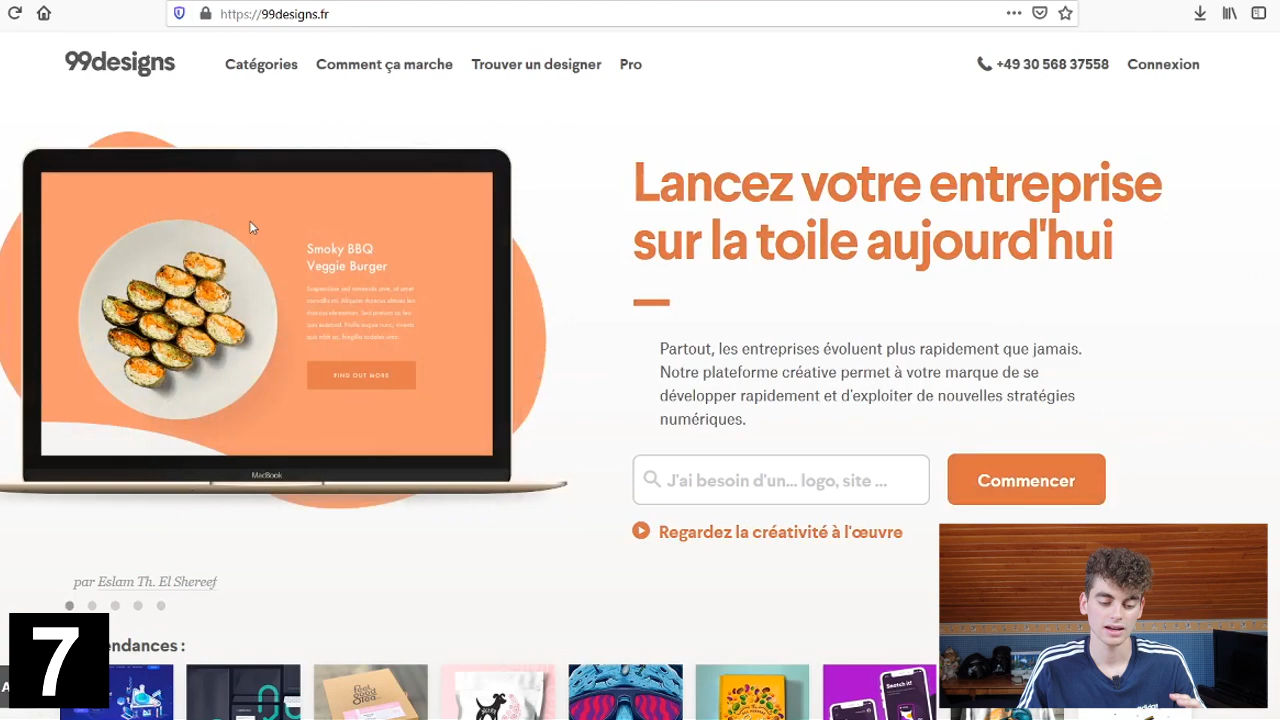 https://99designs.fr
99designs
Catégories
Comment ça marche
Trouver un designer
Pro
+49 30 568 37558
Connexion
Lancez votre entreprise
sur la toile aujourd'hui
Smoky BBQ
Veggie Burger
FIND OUT MORE
MacBook
Partout, les entreprises évoluent plus rapidement que jamais.
Notre plateforme créative permet à votre marque de se
développer rapidement et d'exploiter de nouvelles stratégies
numériques.
J'ai besoin d'un... logo, site ...
Commencer
Regardez la créativité à l'œuvre
par Eslam Th. El Shereef
7
endances :